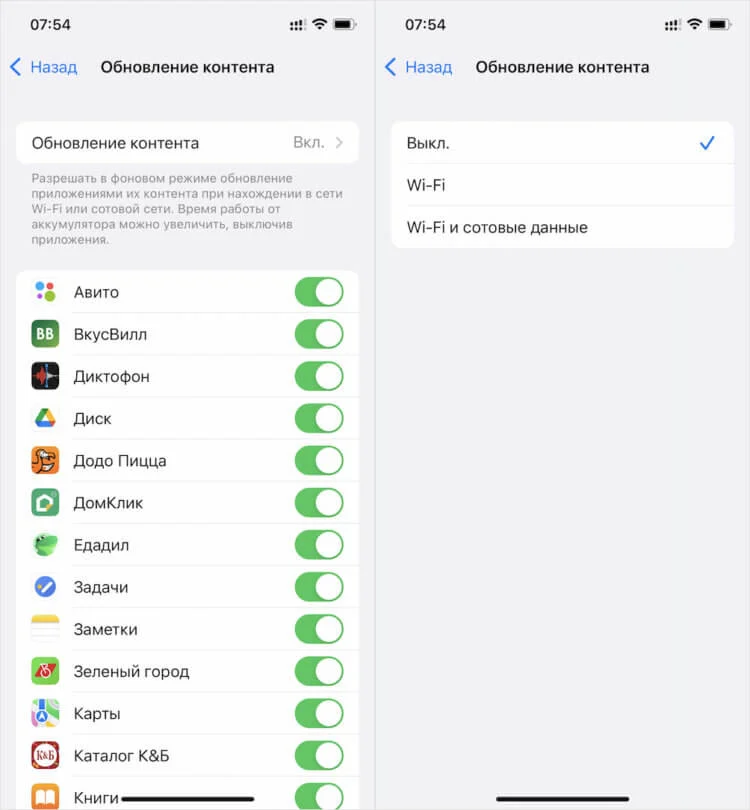 07:54
Назад Обновление контента
Обновление контента Вкл.
Разрешать в фоновом режиме обновление
приложениями их контента при нахождении в сети
Wi-Fi или сотовой сети. Время работы от
аккумулятора можно увеличить, выключив
приложения.
Авито
BB ВкусВилл
Диктофон
Диск
Додо Пицца
ДомКлик
Едадил
Задачи
Заметки
Зеленый город
Карты
К&Б Каталог К&Б
Книги
07:54
Назад Обновление контента
Выкл.
Wi-Fi
Wi-Fi и сотовые данные